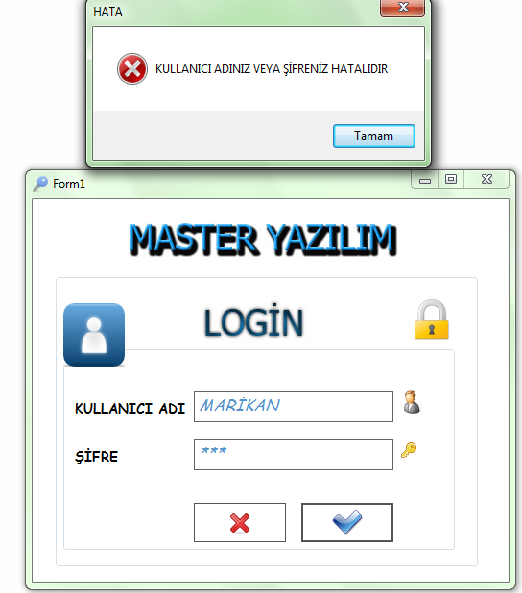 HATA
KULLANICI ADINIZ VEYA ŞİFRENİZ HATALIDIR
Tamam
Form1
MASTER YAZILIM
LOGİN
KULLANICI ADI
MARİKAN
ŞİFRE
***